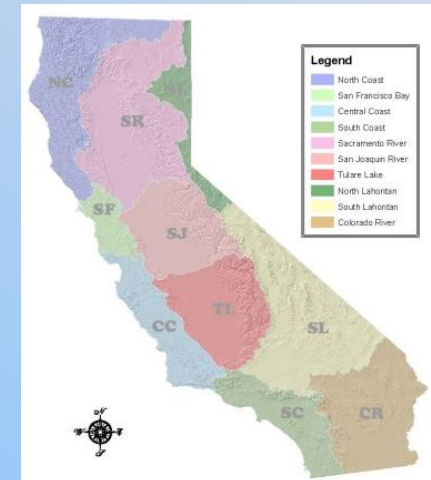 NC
NL
SR
SF
SJ
CC
TL
SL
SC
CR
Legend
North Coast
San Francisco Bay
Central Coast
South Coast
Sacramento River
San Joaquin River
Tulare Lake
North Lahontan
South Lahontan
Colorado River
N